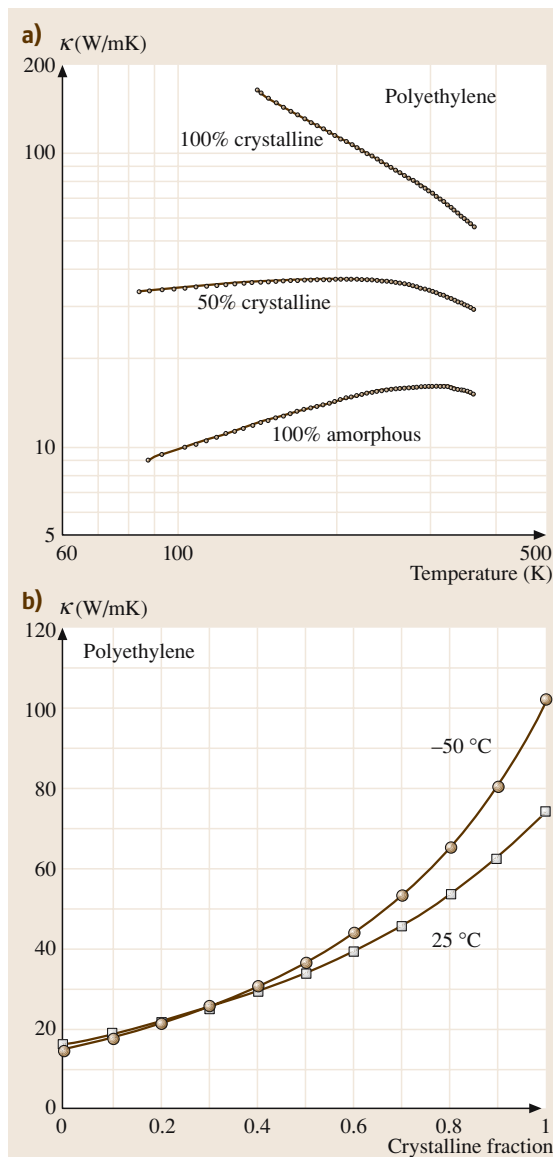 a) κ (W/mK)
200
Polyethylene
100% crystalline
100
50% crystalline
100% amorphous
10
5
60 100 500
Temperature (K)
b) κ (W/mK)
120
Polyethylene
100
–50 °C
80
60
25 °C
40
20
0
0 0.2 0.4 0.6 0.8 1
Crystalline fraction